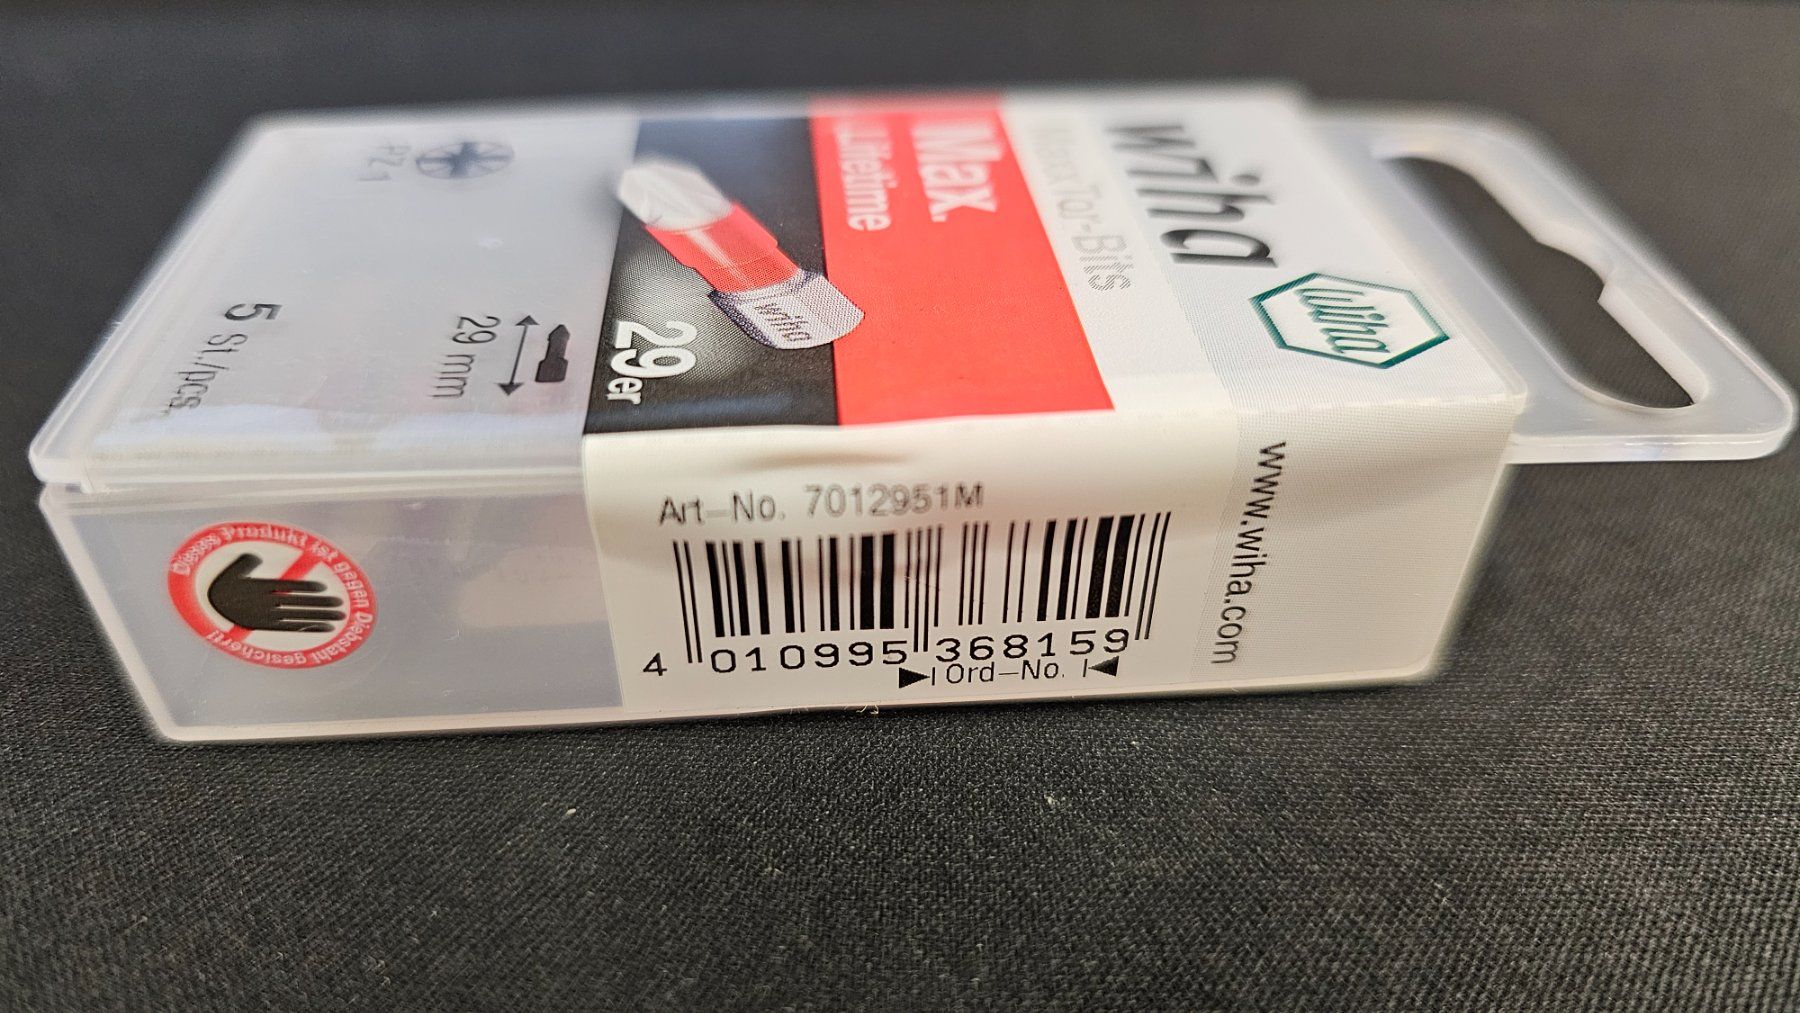 wiha
wiha
MaxxTor-Bits
Max.
Lifetime
wiha
29er
29 mm
PZ 1
5 St./pcs.
Art-No. 7012951M
4 010995 368159
Ord-No.
www.wiha.com
Dieses Produkt ist gegen Diebstahl gesichert!